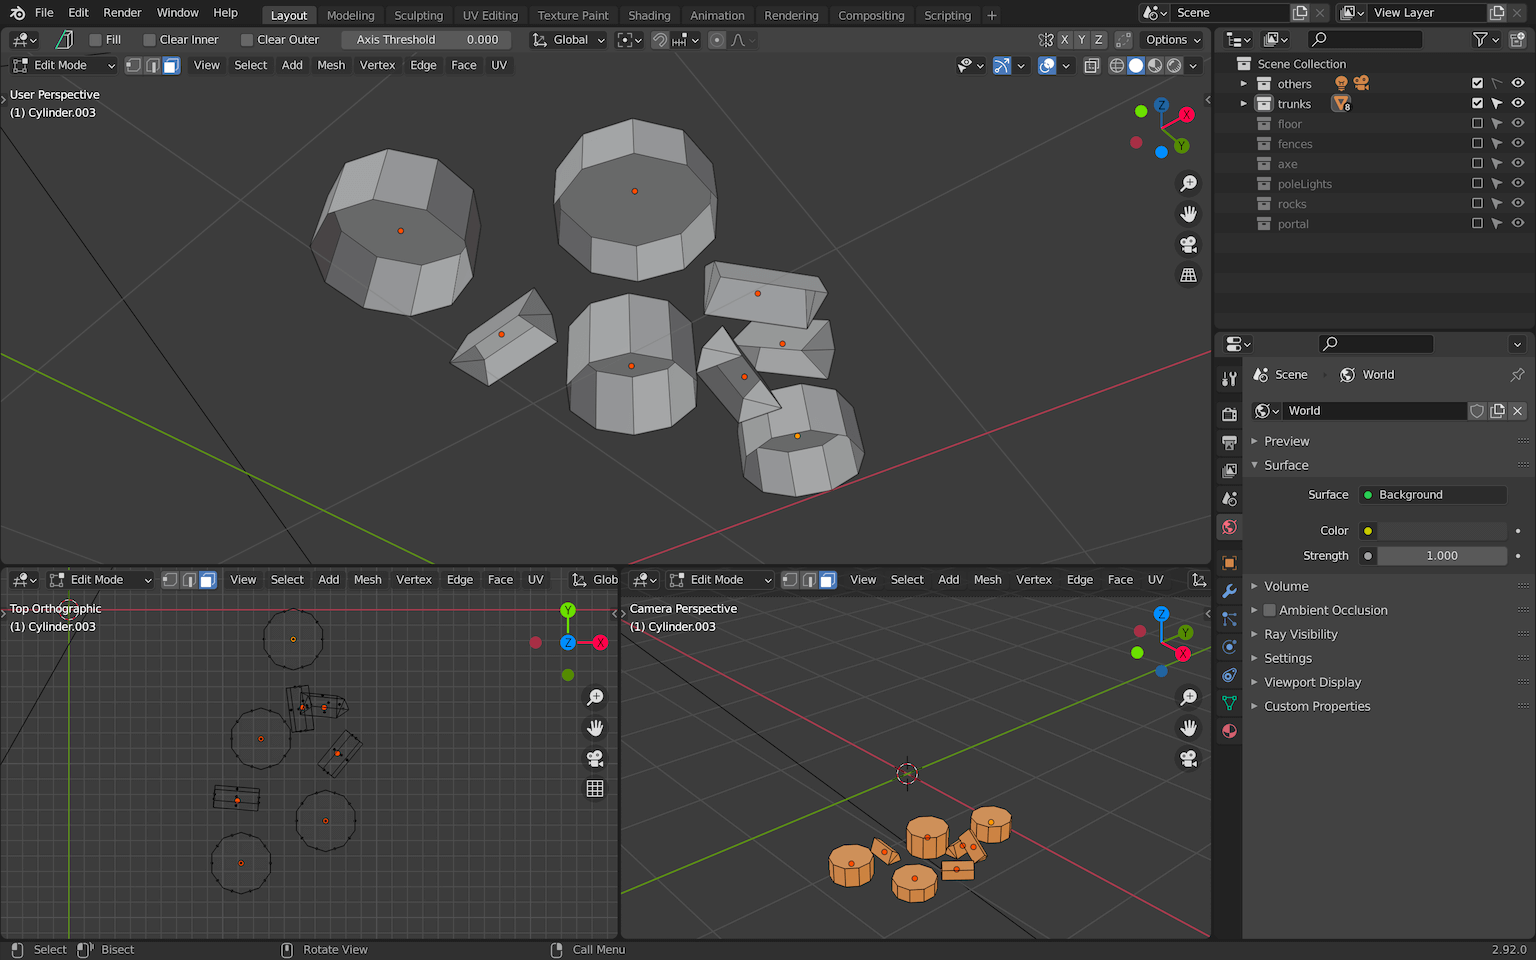 File Edit Render Window Help Layout Modeling Sculpting UV Editing Texture Paint Shading Animation Rendering Compositing Scripting + Scene View Layer
Fill Clear Inner Clear Outer Axis Threshold 0.000 Global X Y Z Options
Edit Mode View Select Add Mesh Vertex Edge Face UV
User Perspective
(1) Cylinder.003
Z X Y
Scene Collection
others
trunks 8
floor
fences
axe
poleLights
rocks
portal
Scene World
World
Preview
Surface
Surface Background
Color
Strength 1.000
Volume
Ambient Occlusion
Ray Visibility
Settings
Viewport Display
Custom Properties
Edit Mode View Select Add Mesh Vertex Edge Face UV Glob
Top Orthographic
(1) Cylinder.003
Y Z X
Edit Mode View Select Add Mesh Vertex Edge Face UV
Camera Perspective
(1) Cylinder.003
Z Y X
Select Bisect Rotate View Call Menu 2.92.0